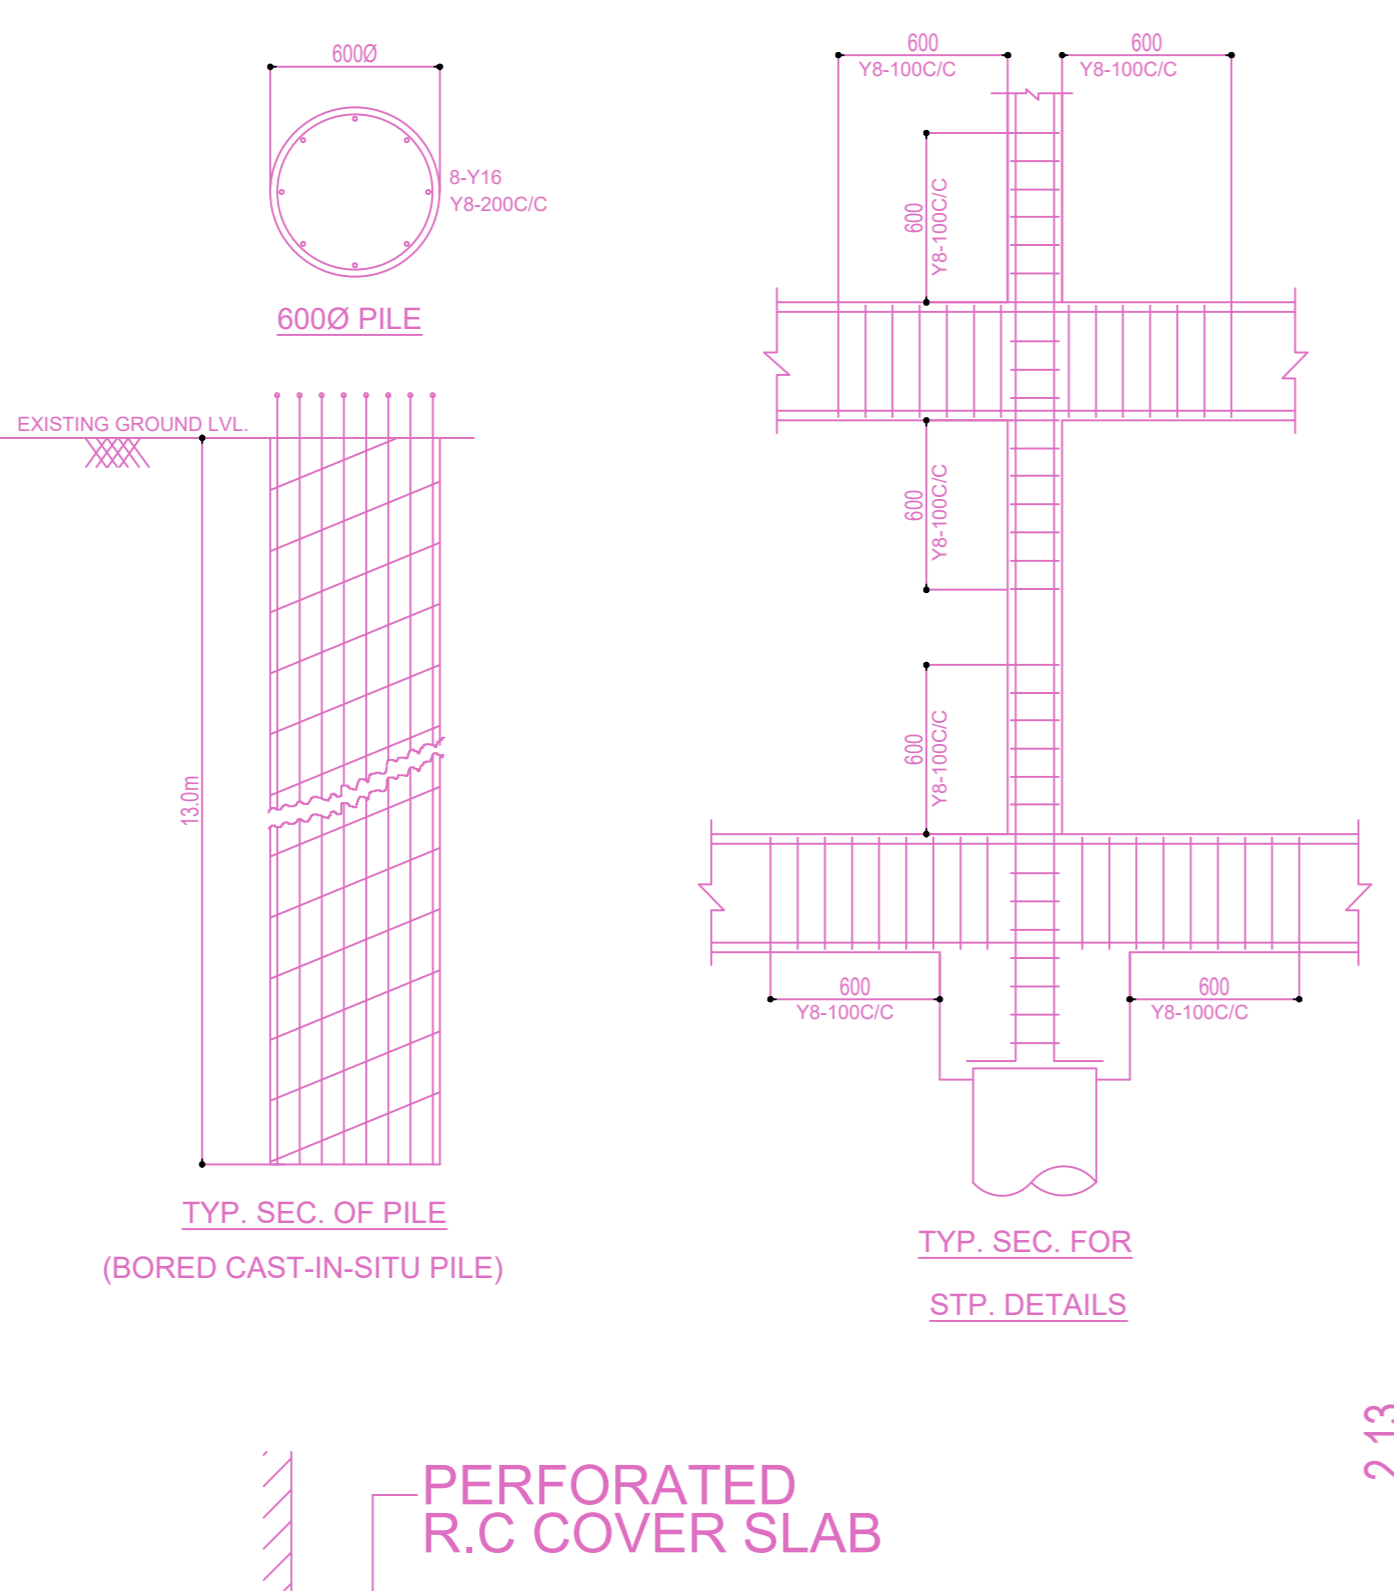 600Ø
8-Y16
Y8-200C/C
600Ø PILE
EXISTING GROUND LVL.
13.0m
TYP. SEC. OF PILE
(BORED CAST-IN-SITU PILE)
600
Y8-100C/C
600
Y8-100C/C
600
Y8-100C/C
600
Y8-100C/C
600
Y8-100C/C
600
Y8-100C/C
600
Y8-100C/C
TYP. SEC. FOR
STP. DETAILS
PERFORATED
R.C COVER SLAB